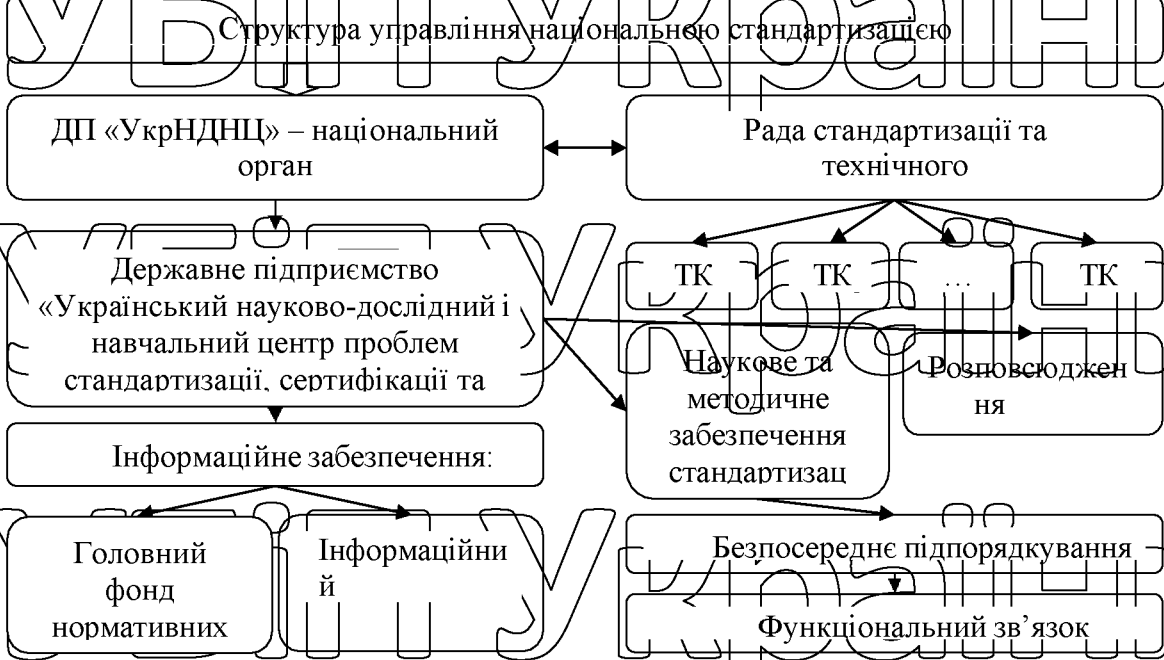 Структура управління національною стандартизацією
ДП «УкрНДНЦ» – національний
орган
Рада стандартизації та
технічного
Державне підприємство
«Український науково-дослідний і
навчальний центр проблем
стандартизації, сертифікації та
ТК
ТК
…
ТК
Наукове та
методичне
забезпечення
стандартизац
Розповсюджен
ня
Інформаційне забезпечення:
Головний
фонд
нормативних
Інформаційни
й
Безпосереднє підпорядкування
Функціональний зв’язок